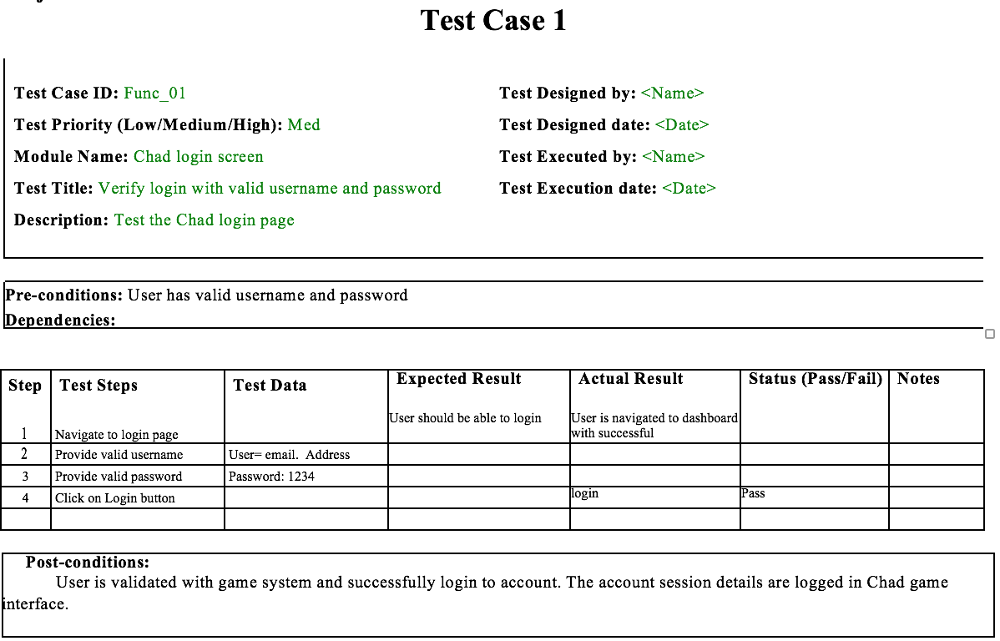 Test Case 1
Test Case ID: Func_01 Test Designed by: <Name>
Test Priority (Low/Medium/High): Med Test Designed date: <Date>
Module Name: Chad login screen Test Executed by: <Name>
Test Title: Verify login with valid username and password Test Execution date: <Date>
Description: Test the Chad login page
Pre-conditions: User has valid username and password
Dependencies:
Step Test Steps Test Data Expected Result Actual Result Status (Pass/Fail) Notes
User should be able to login User is navigated to dashboard
1 Navigate to login page with successful
2 Provide valid username User= email. Address
3 Provide valid password Password: 1234
4 Click on Login button login Pass
Post-conditions:
User is validated with game system and successfully login to account. The account session details are logged in Chad game
interface.